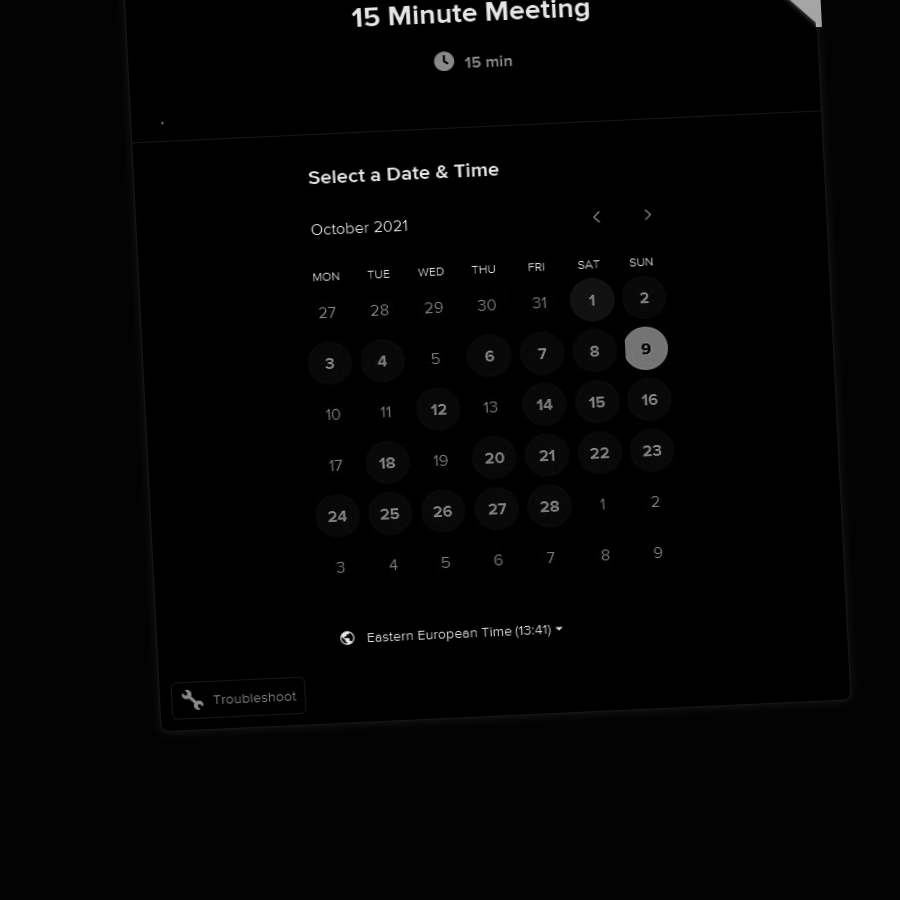 15 Minute Meeting
15 min
Select a Date & Time
October 2021
MON TUE WED THU FRI SAT SUN
27 28 29 30 31 1 2
3 4 5 6 7 8 9
10 11 12 13 14 15 16
17 18 19 20 21 22 23
24 25 26 27 28 1 2
3 4 5 6 7 8 9
Eastern European Time (13:41)
Troubleshoot